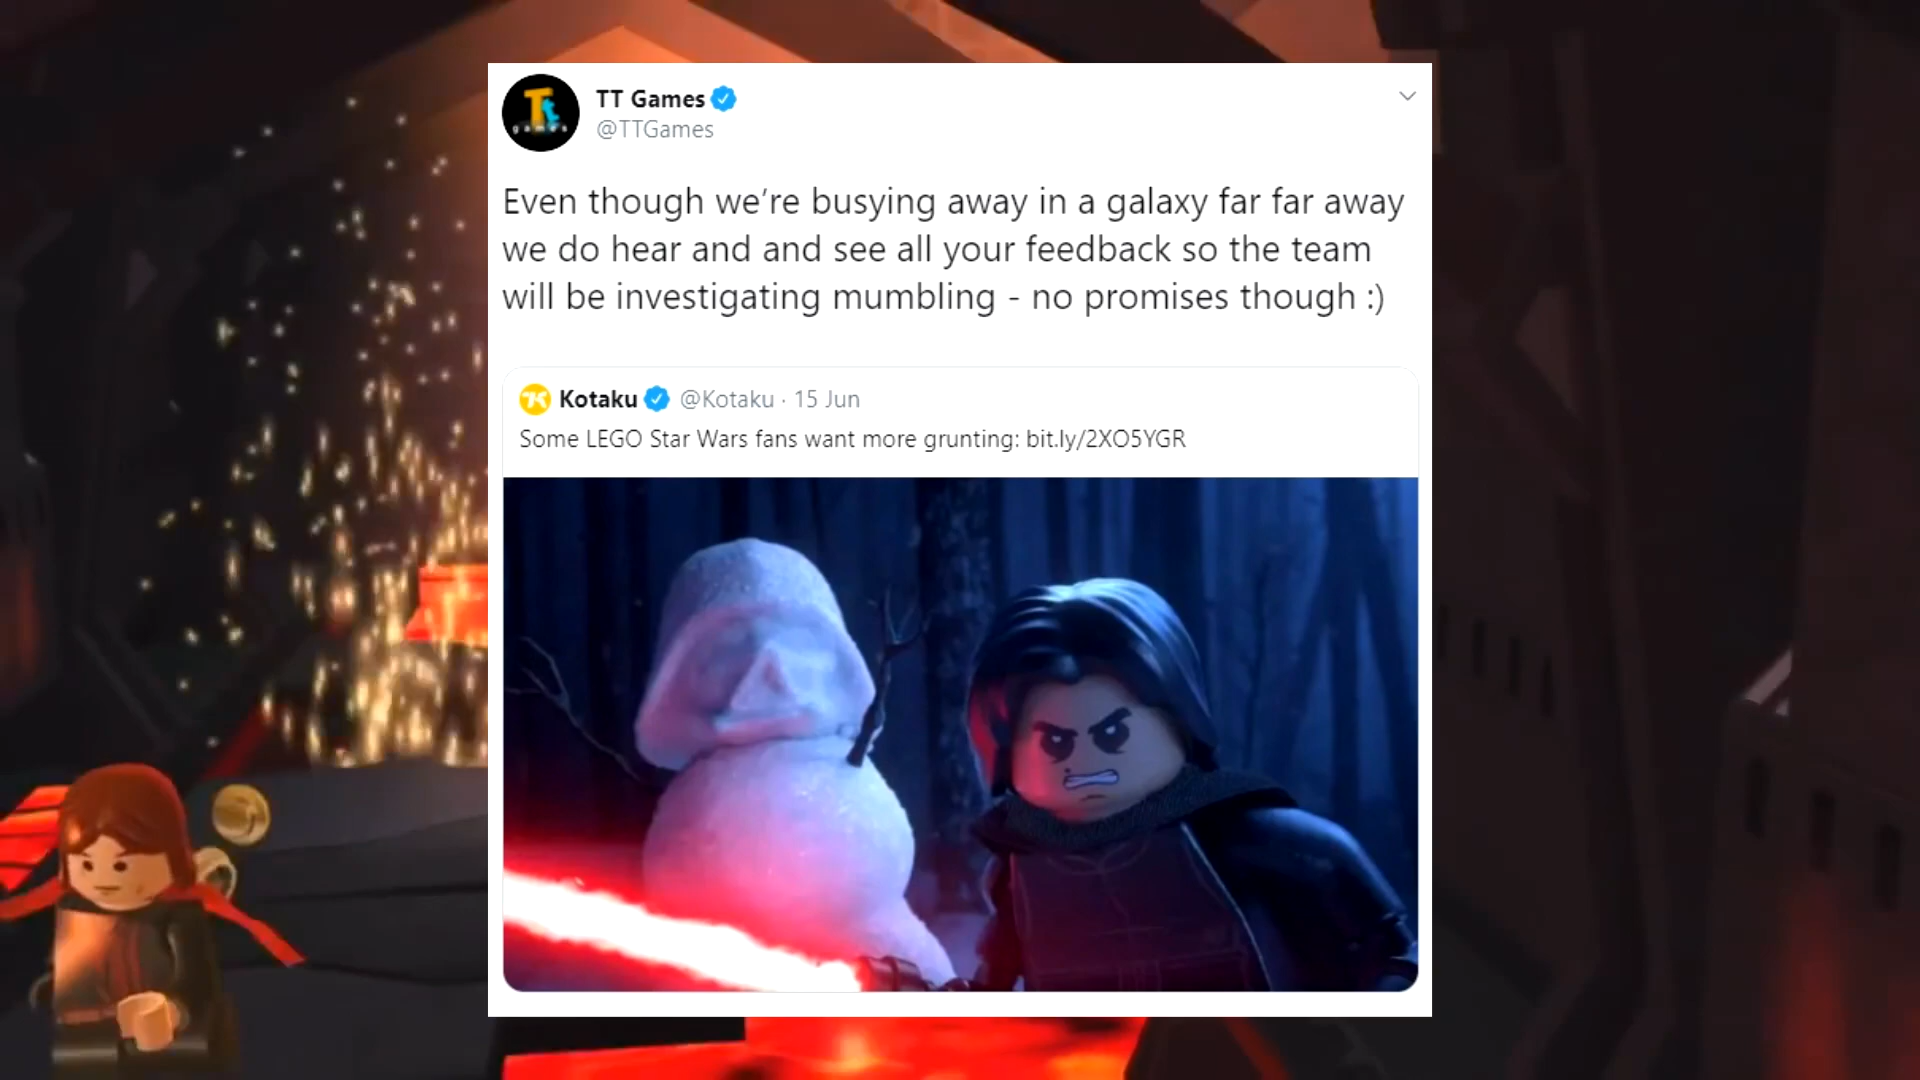 TT Games
@TTGames
Even though we’re busying away in a galaxy far far away
we do hear and and see all your feedback so the team
will be investigating mumbling - no promises though :)
Kotaku @Kotaku · 15 Jun
Some LEGO Star Wars fans want more grunting: bit.ly/2XO5YGR